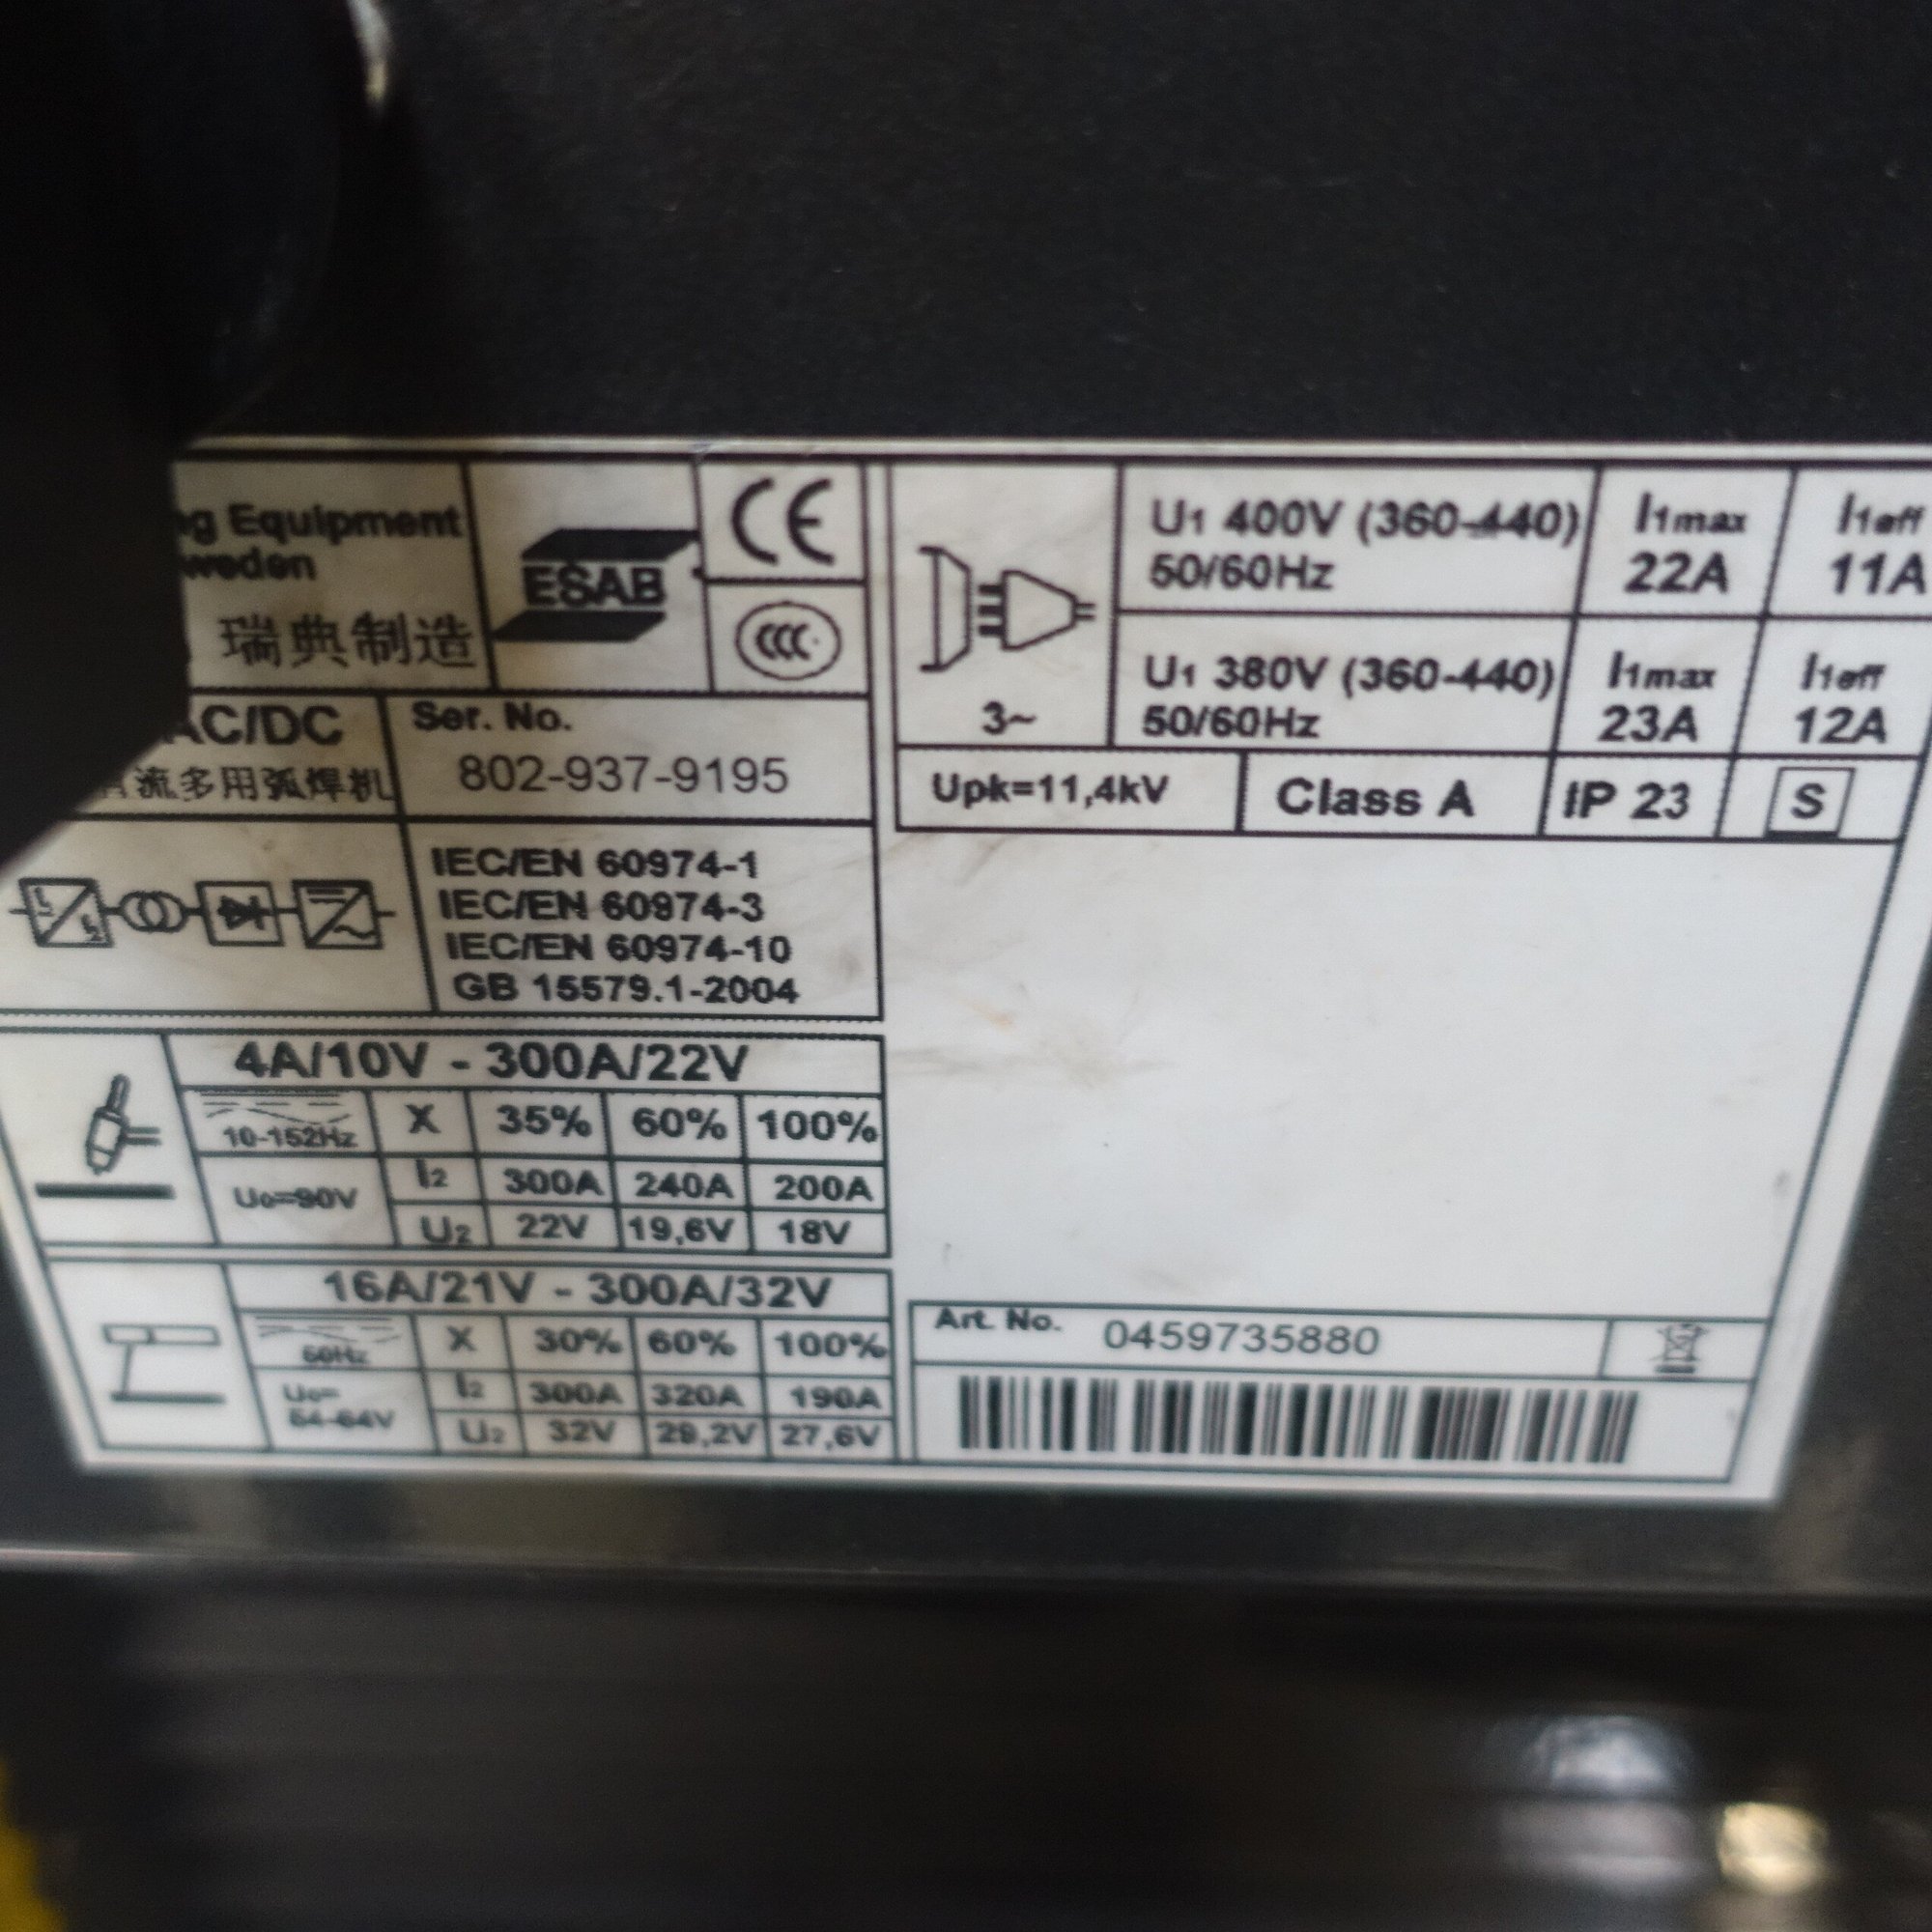 Equipment
瑞典制造
ESAB
CE
CCC
AC/DC
流多用弧焊机
Ser. No.
802-937-9195
IEC/EN 60974-1
IEC/EN 60974-3
IEC/EN 60974-10
GB 15579.1-2004
4A/10V - 300A/22V
10-152Hz X 35% 60% 100%
U₀=90V I₂ 300A 240A 200A
U₂ 22V 19,6V 18V
16A/21V - 300A/32V
X 30% 60% 100%
I₂ 300A 320A 190A
U₂ 32V 29,2V 27,6V
3~
U₁ 400V (360-440) I₁max I₁eff
50/60Hz 22A 11A
U₁ 380V (360-440) I₁max I₁eff
50/60Hz 23A 12A
Upk=11,4kV Class A IP 23 S
Art. No. 0459735880